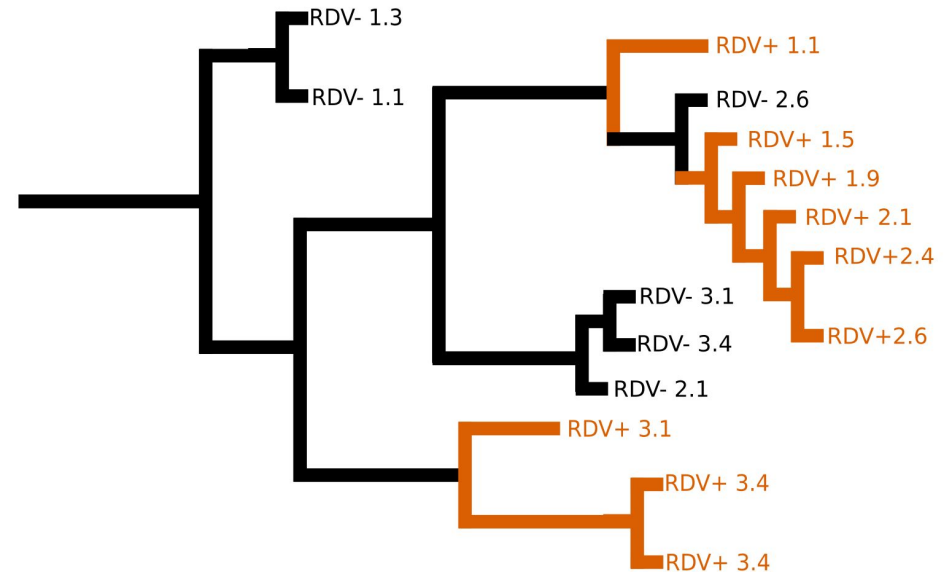 RDV- 1.3
RDV- 1.1
RDV+ 1.1
RDV- 2.6
RDV+ 1.5
RDV+ 1.9
RDV+ 2.1
RDV+2.4
RDV- 3.1
RDV+2.6
RDV- 3.4
RDV- 2.1
RDV+ 3.1
RDV+ 3.4
RDV+ 3.4